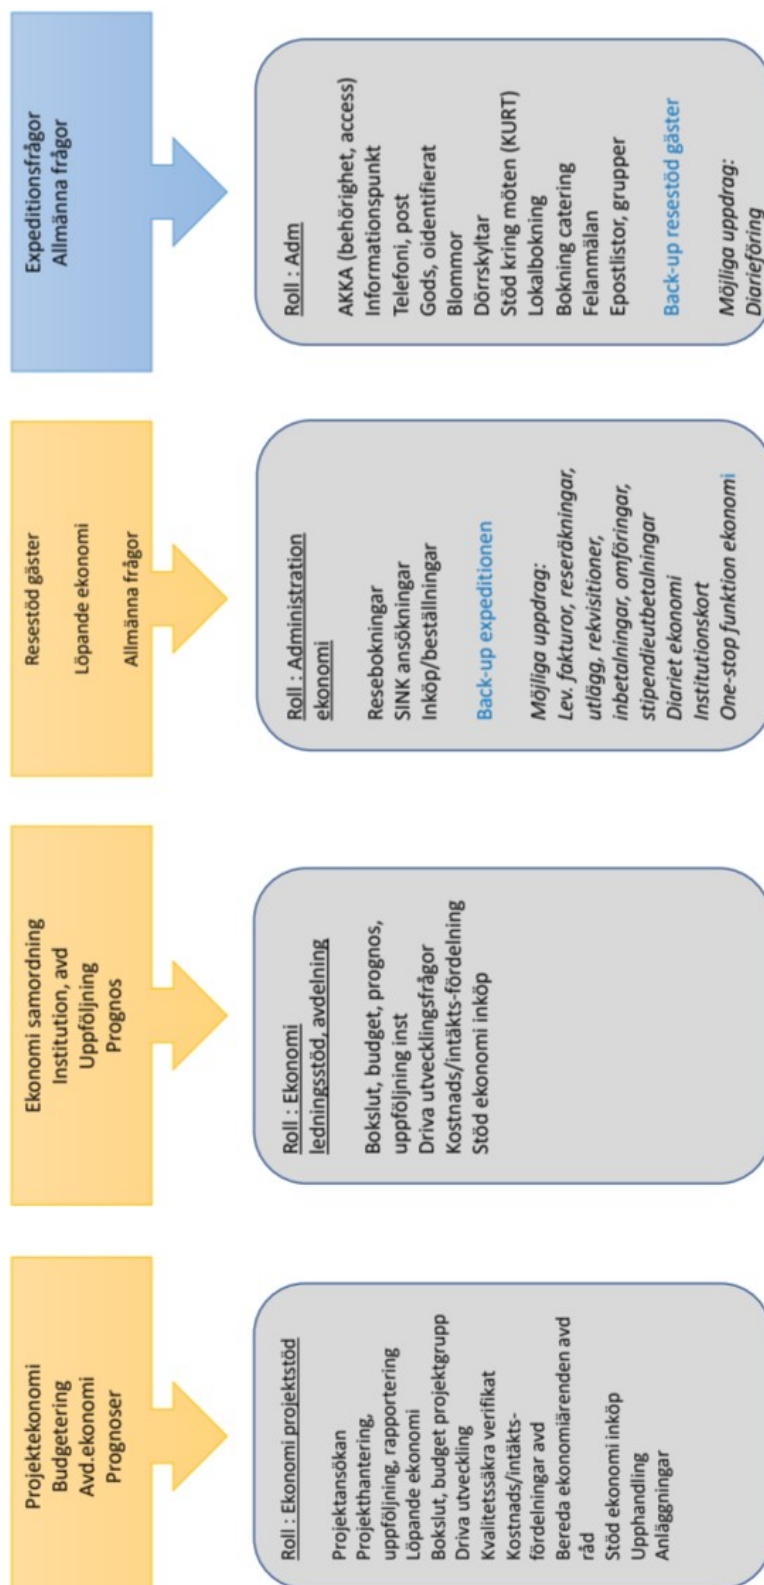 Projektekonomi
Budgetering
Avd.ekonomi
Prognoser
Roll : Ekonomi projektstöd
Projektansökan
Projekthantering,
uppföljning, rapportering
Löpande ekonomi
Bokslut, budget projektgrupp
Driva utveckling
Kvalitetssäkra verifikat
Kostnads/intäkts-
fördelningar avd
Bereda ekonomiärenden avd
råd
Stöd ekonomi inköp
Upphandling
Anläggningar
Ekonomi samordning
Institution, avd
Uppföljning
Prognos
Roll : Ekonomi
ledningsstöd, avdelning
Bokslut, budget, prognos,
uppföljning inst
Driva utvecklingsfrågor
Kostnads/intäkts-fördelning
Stöd ekonomi inköp
Resestöd gäster
Löpande ekonomi
Allmänna frågor
Roll : Administration
ekonomi
Resebokningar
SINK ansökningar
Inköp/beställningar
Back-up expeditionen
Möjliga uppdrag:
Lev. fakturor, reseräkningar,
utlägg, rekvisitioner,
inbetalningar, omföringar,
stipendieutbetalningar
Diariet ekonomi
Institutionskort
One-stop funktion ekonomi
Expeditionsfrågor
Allmänna frågor
Roll : Adm
AKKA (behörighet, access)
Informationspunkt
Telefoni, post
Gods, oidentifierat
Blommor
Dörrskyltar
Stöd kring möten (KURT)
Lokalbokning
Bokning catering
Felanmälan
Epostlistor, grupper
Back-up resestöd gäster
Möjliga uppdrag:
Diarieföring